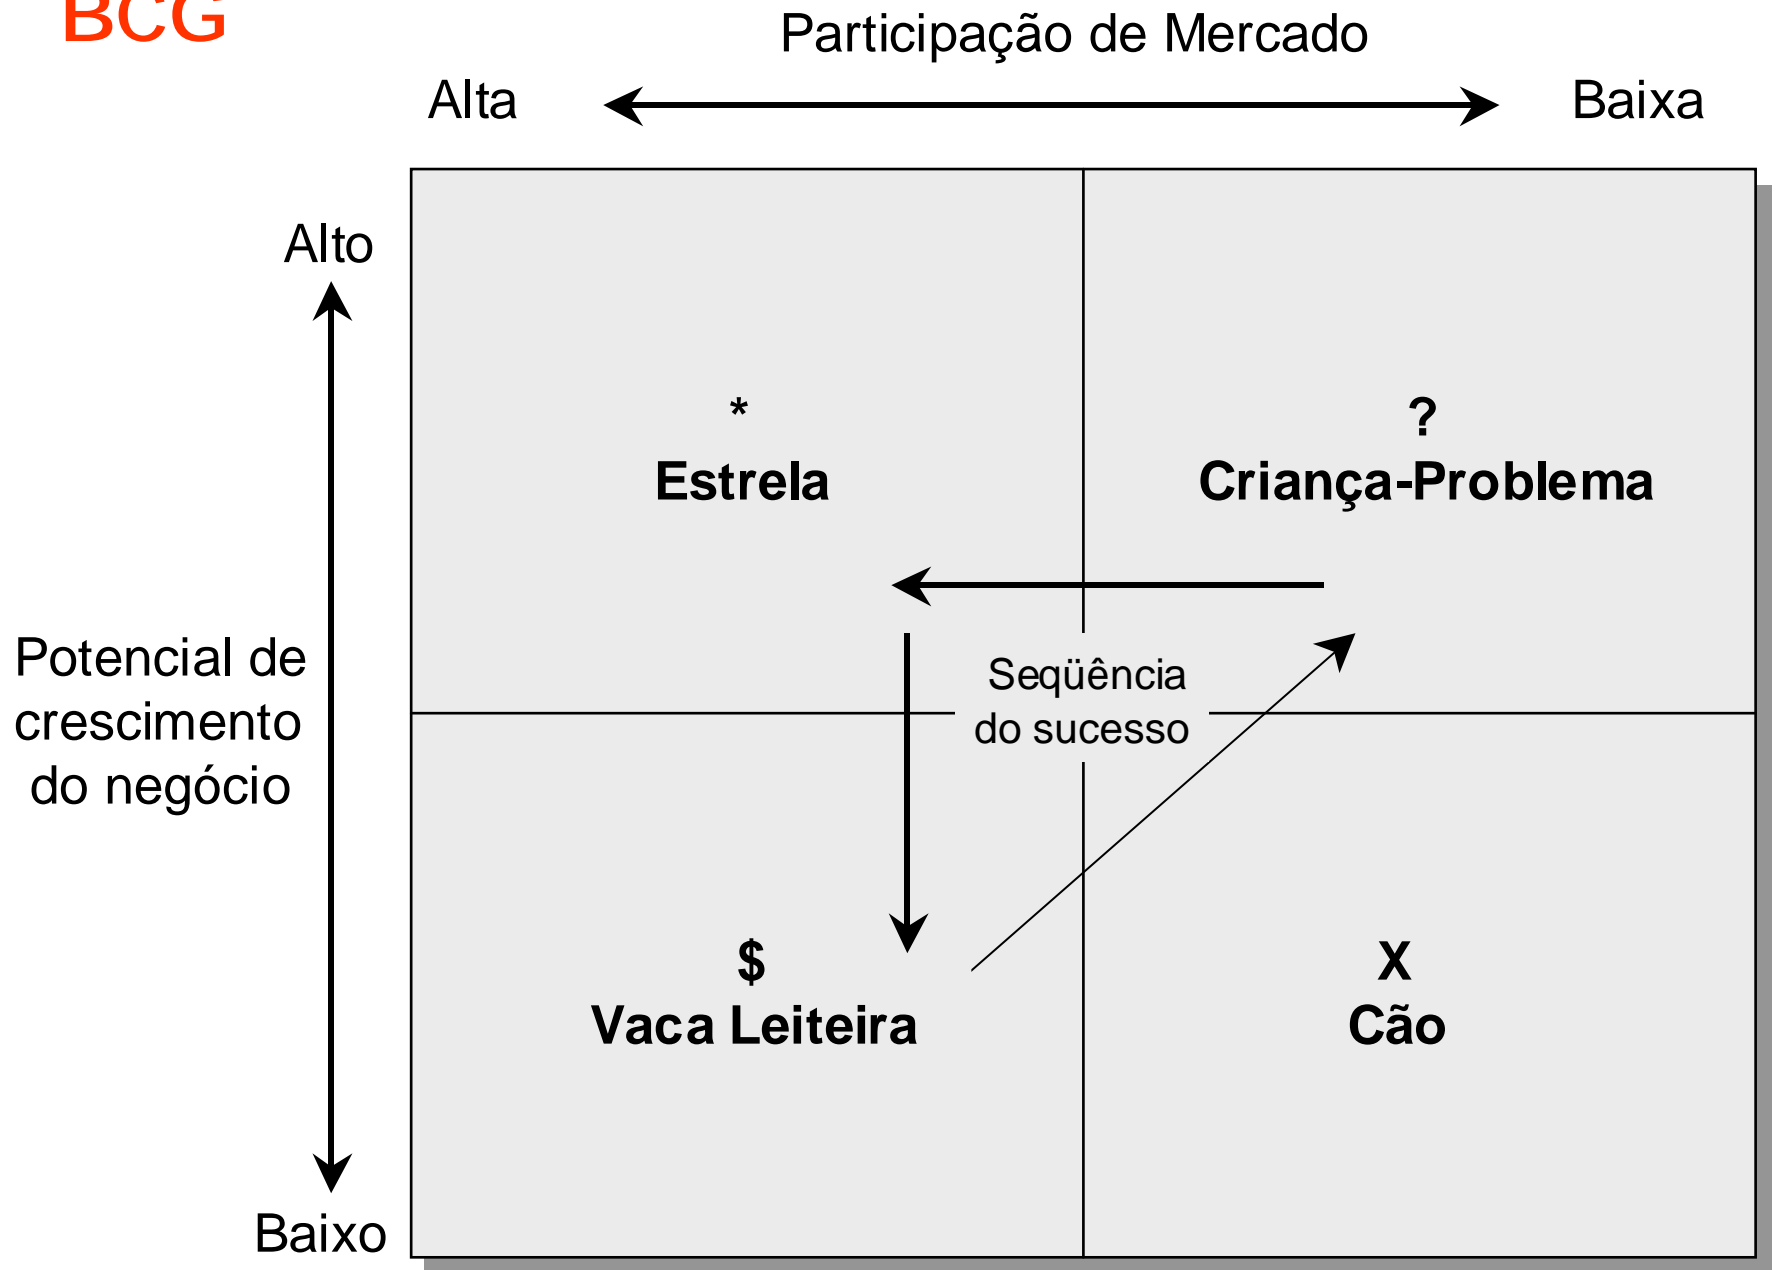 BCG
Participação de Mercado
Alta
Baixa
Alto
*
?
Estrela
Criança-Problema
Potencial de
crescimento
do negócio
Seqüência
do sucesso
$
X
Vaca Leiteira
Cão
Baixo